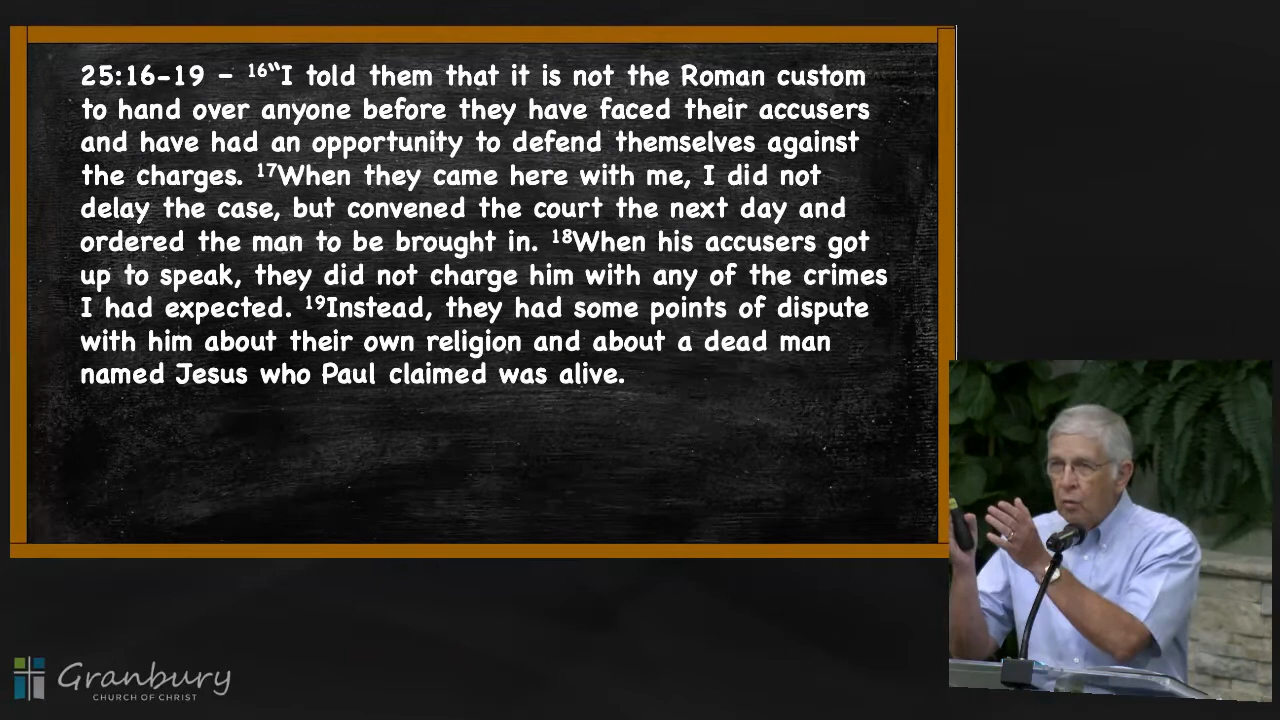 25:16-19 – ¹⁶“I told them that it is not the Roman custom
to hand over anyone before they have faced their accusers
and have had an opportunity to defend themselves against
the charges. ¹⁷When they came here with me, I did not
delay the case, but convened the court the next day and
ordered the man to be brought in. ¹⁸When his accusers got
up to speak, they did not charge him with any of the crimes
I had expected. ¹⁹Instead, they had some points of dispute
with him about their own religion and about a dead man
named Jesus who Paul claimed was alive.
Granbury
CHURCH OF CHRIST